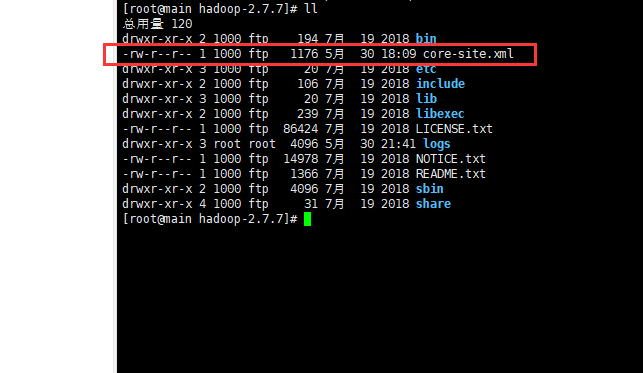 [root@main hadoop-2.7.7]# ll
总用量 120
drwxr-xr-x 2 1000 ftp 194 7月 19 2018 bin
-rw-r--r-- 1 1000 ftp 1176 5月 30 18:09 core-site.xml
drwxr-xr-x 3 1000 ftp 20 7月 19 2018 etc
drwxr-xr-x 2 1000 ftp 106 7月 19 2018 include
drwxr-xr-x 3 1000 ftp 20 7月 19 2018 lib
drwxr-xr-x 2 1000 ftp 239 7月 19 2018 libexec
-rw-r--r-- 1 1000 ftp 86424 7月 19 2018 LICENSE.txt
drwxr-xr-x 3 root root 4096 5月 30 21:41 logs
-rw-r--r-- 1 1000 ftp 14978 7月 19 2018 NOTICE.txt
-rw-r--r-- 1 1000 ftp 1366 7月 19 2018 README.txt
drwxr-xr-x 2 1000 ftp 4096 7月 19 2018 sbin
drwxr-xr-x 4 1000 ftp 31 7月 19 2018 share
[root@main hadoop-2.7.7]#